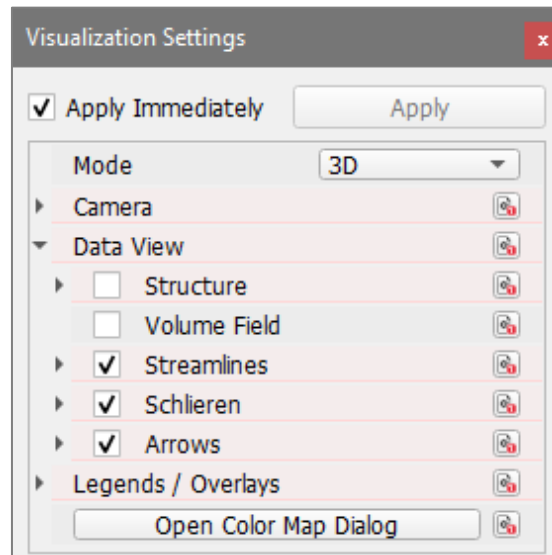 Visualization Settings
x
Apply Immediately Apply
Mode 3D
Camera
Data View
Structure
Volume Field
Streamlines
Schlieren
Arrows
Legends / Overlays
Open Color Map Dialog